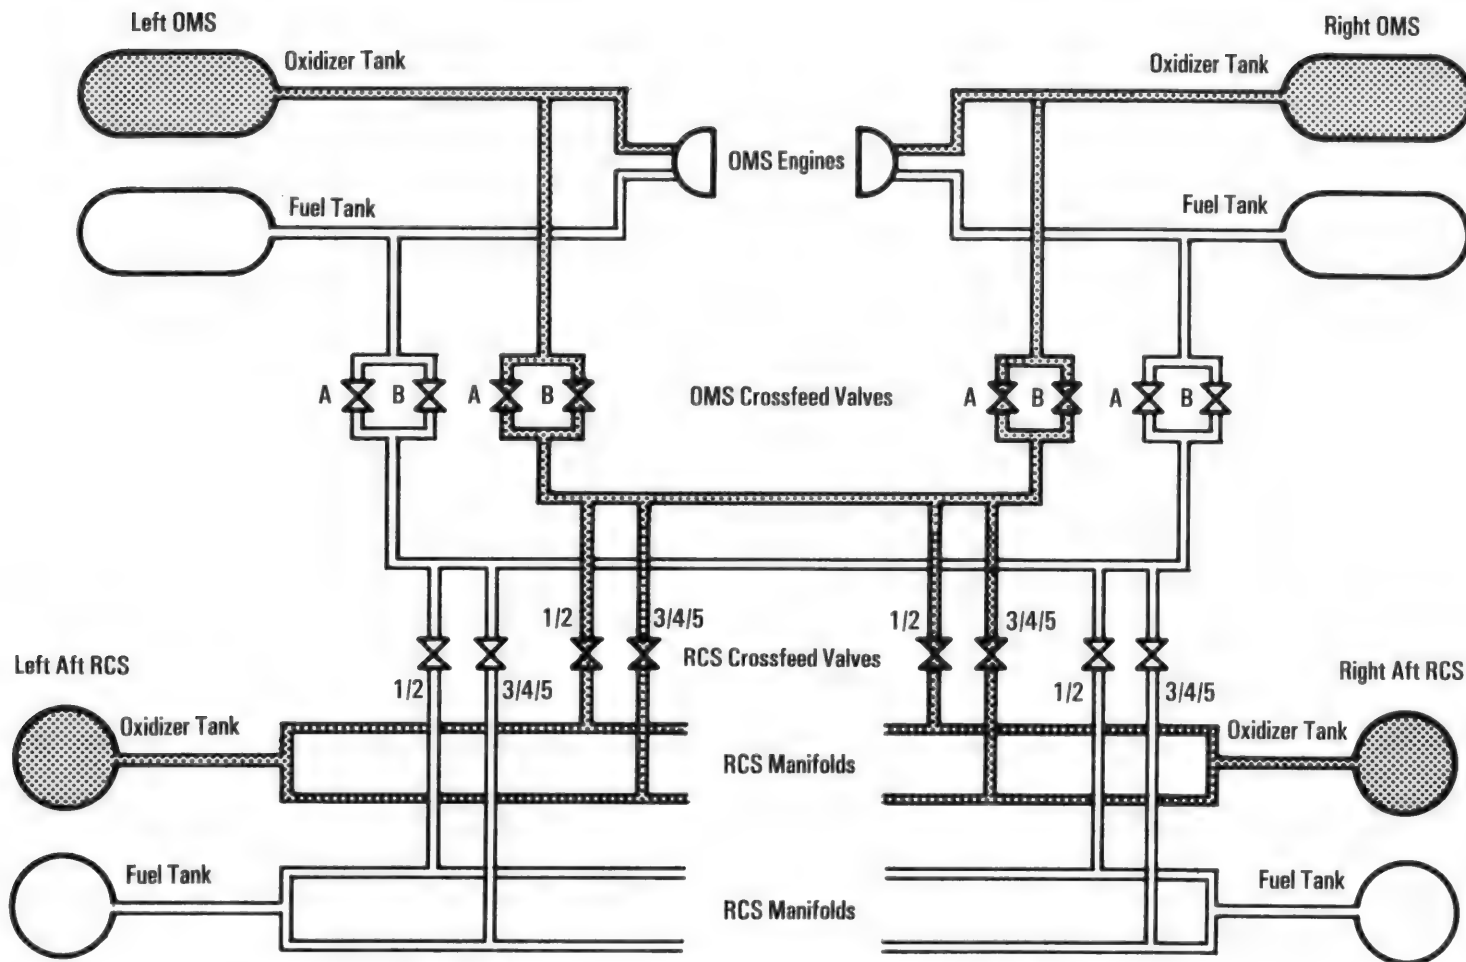 Left OMS
Right OMS
Oxidizer Tank
Oxidizer Tank
OMS Engines
Fuel Tank
Fuel Tank
A B A B OMS Crossfeed Valves A B A B
1/2 3/4/5 1/2 3/4/5
RCS Crossfeed Valves
Left Aft RCS
Right Aft RCS
1/2 3/4/5 1/2 3/4/5
Oxidizer Tank
Oxidizer Tank
RCS Manifolds
Fuel Tank
Fuel Tank
RCS Manifolds